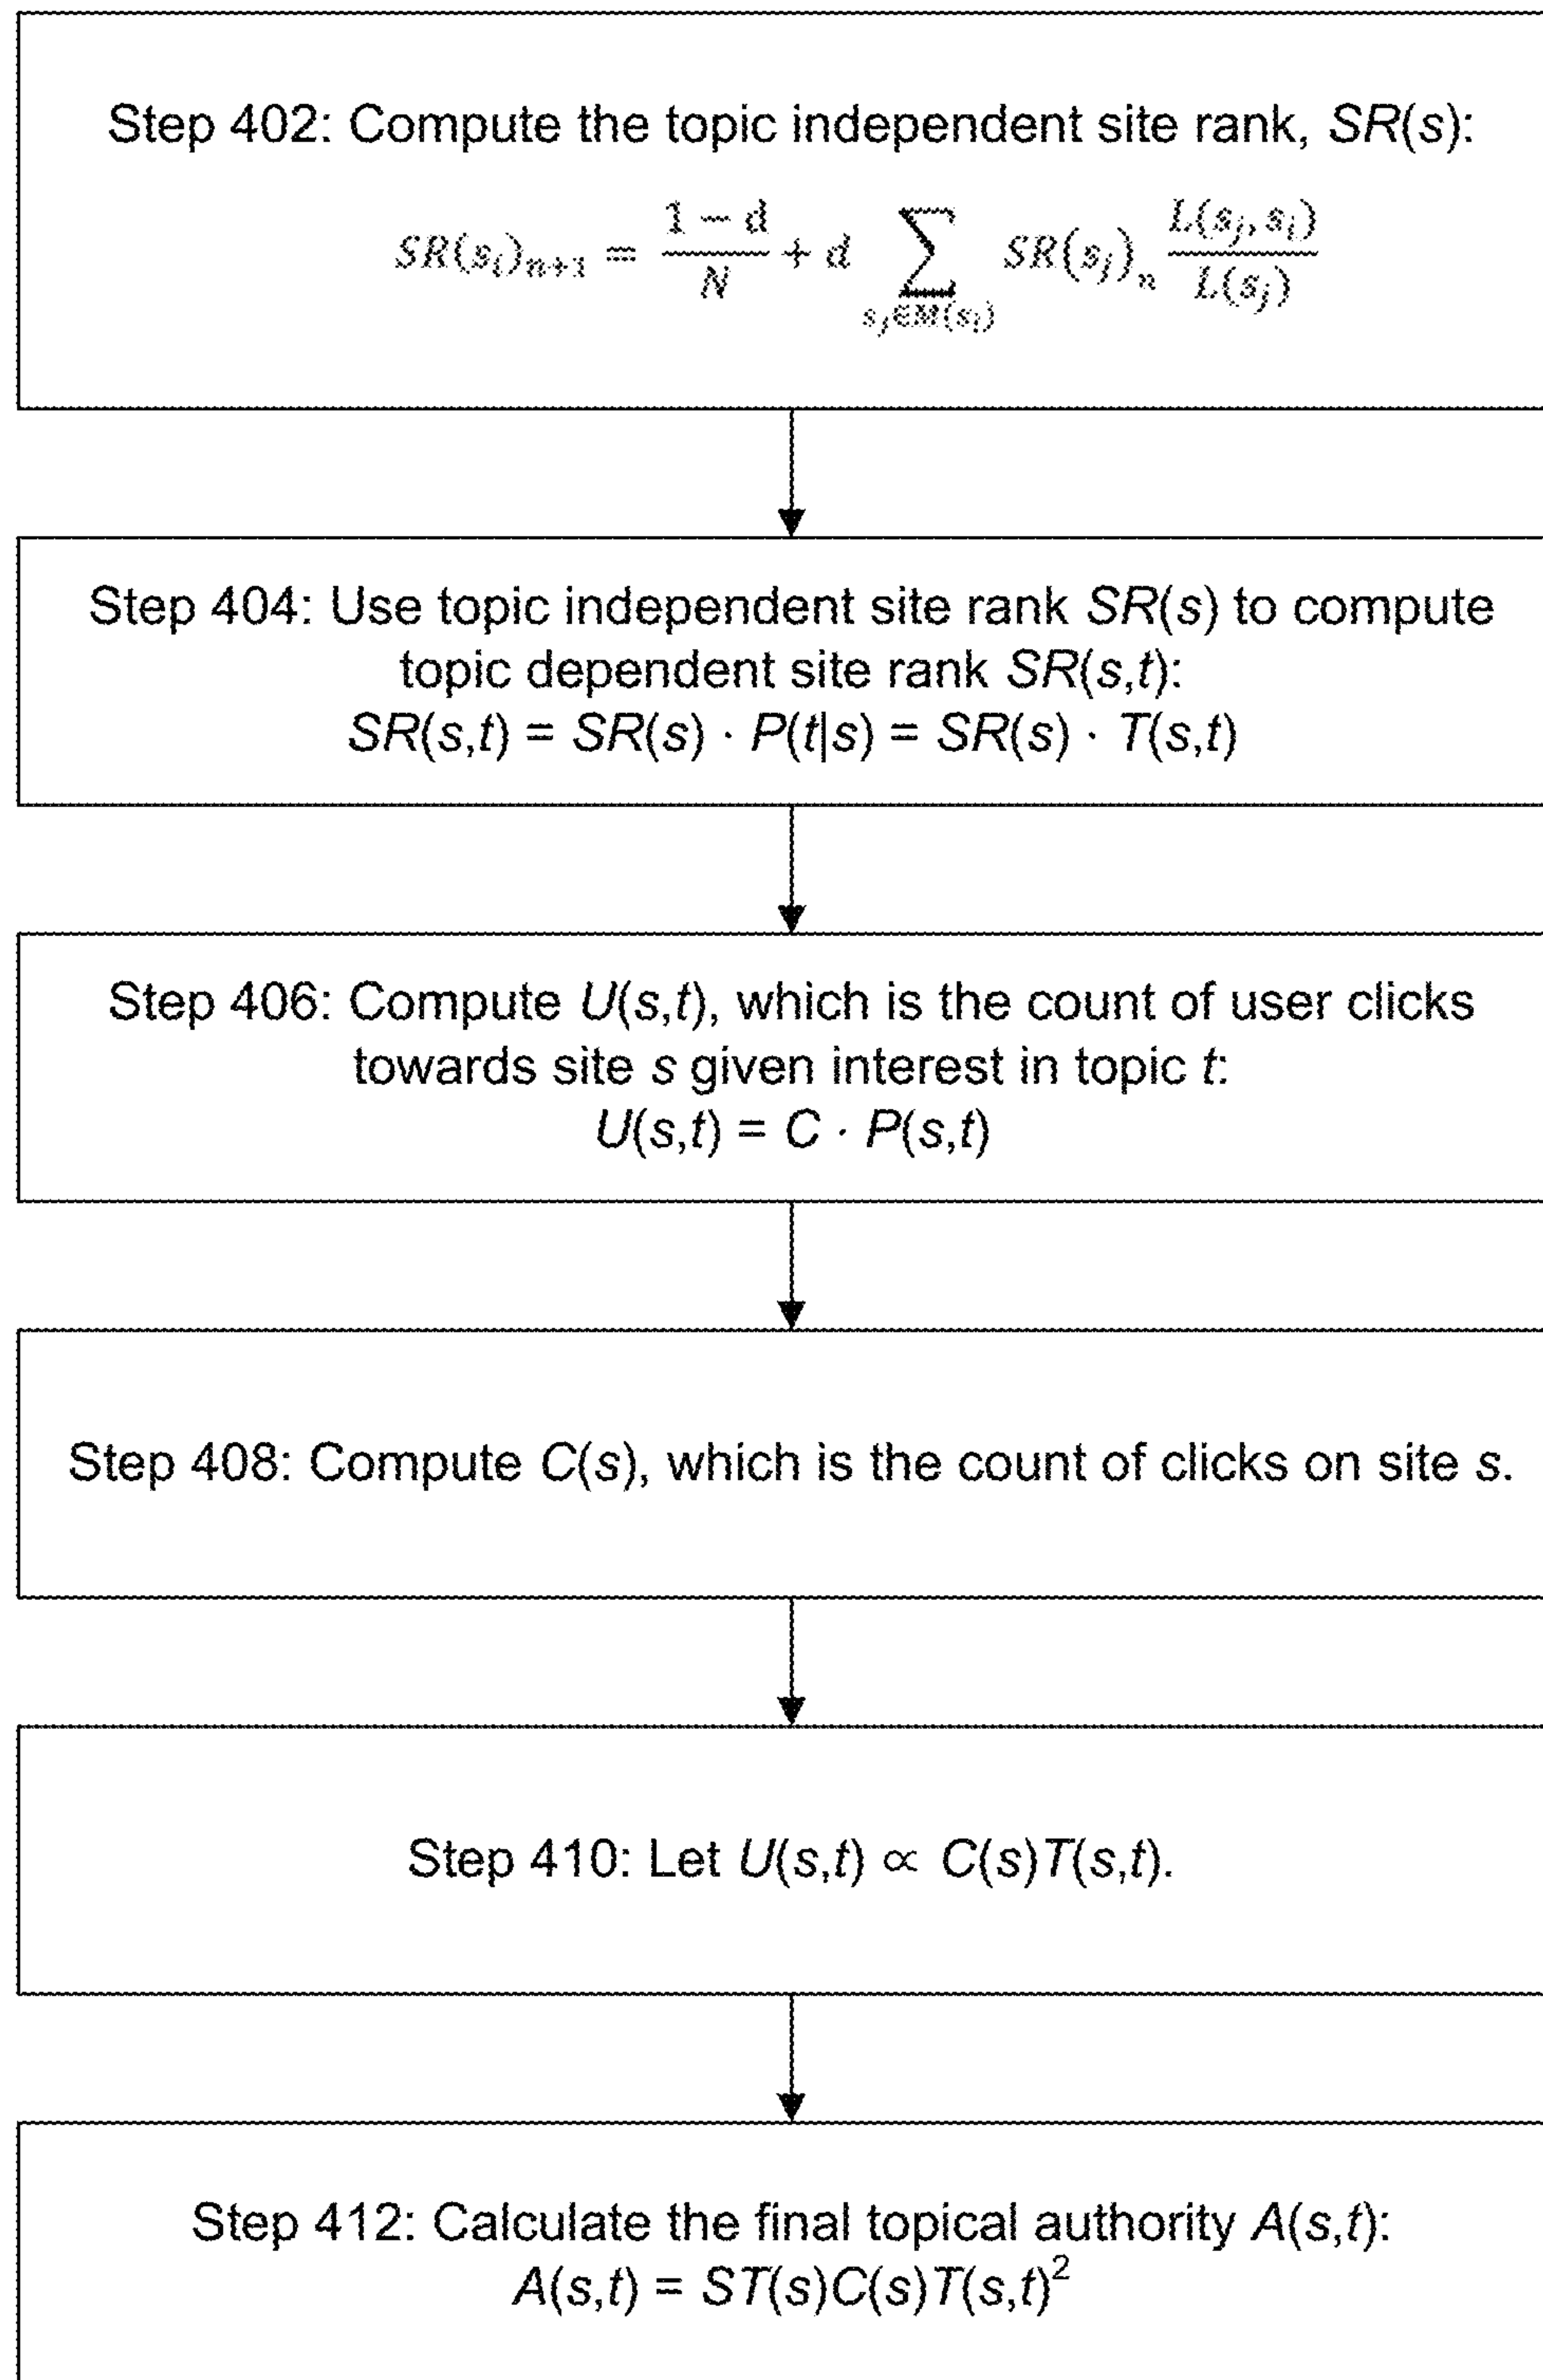 Step 402: Compute the topic independent site rank, SR(s):
SR(s_i)_{n+1} = \frac{1 - d}{N} + d \sum_{s_j∈M(s_i)} SR(s_j)_n \frac{L(s_j, s_i)}{L(s_j)}
Step 404: Use topic independent site rank SR(s) to compute
topic dependent site rank SR(s,t):
SR(s,t) = SR(s) · P(t|s) = SR(s) · T(s,t)
Step 406: Compute U(s,t), which is the count of user clicks
towards site s given interest in topic t:
U(s,t) = C · P(s,t)
Step 408: Compute C(s), which is the count of clicks on site s.
Step 410: Let U(s,t) ∝ C(s)T(s,t).
Step 412: Calculate the final topical authority A(s,t):
A(s,t) = ST(s)C(s)T(s,t)²